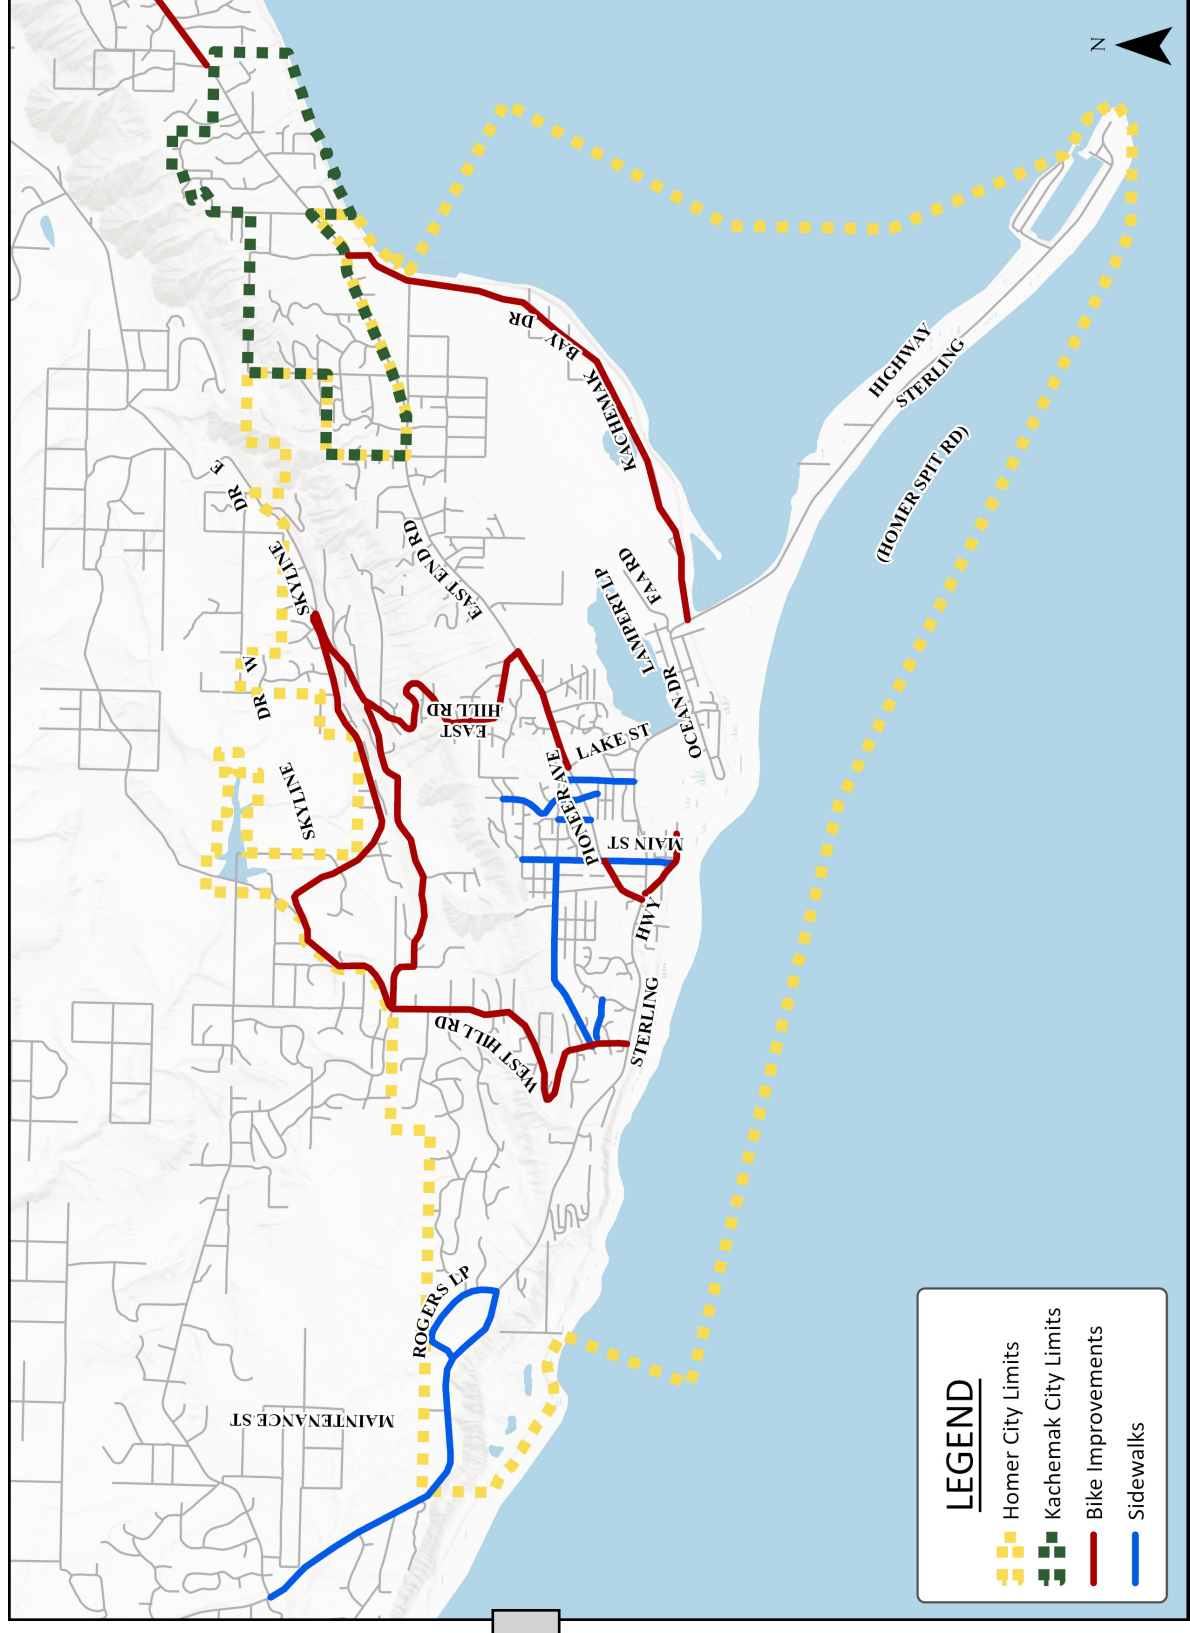 N
DR E
SKYLINE
DR W
SKYLINE
EAST END RD
EAST
HILL RD
KACHEMAK
BAY
DR
FAA RD
LAMPERT LP
OCEAN DR
LAKE ST
PIONEER AVE
MAIN ST
HWY
STERLING
WEST HILL RD
ROGERS LP
MAINTENANCE ST
HIGHWAY
STERLING
(HOMER SPIT RD)
LEGEND
Homer City Limits
Kachemak City Limits
Bike Improvements
Sidewalks